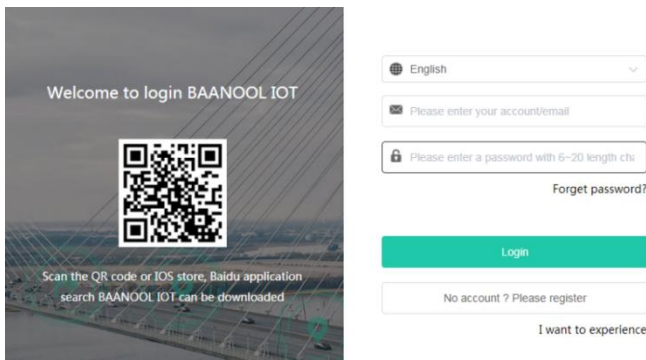 Welcome to login BAANOOL IOT
Scan the QR code or IOS store, Baidu application
search BAANOOL IOT can be downloaded
English
Please enter your account/email
Please enter a password with 6~20 length cha
Forget password?
Login
No account ? Please register
I want to experience